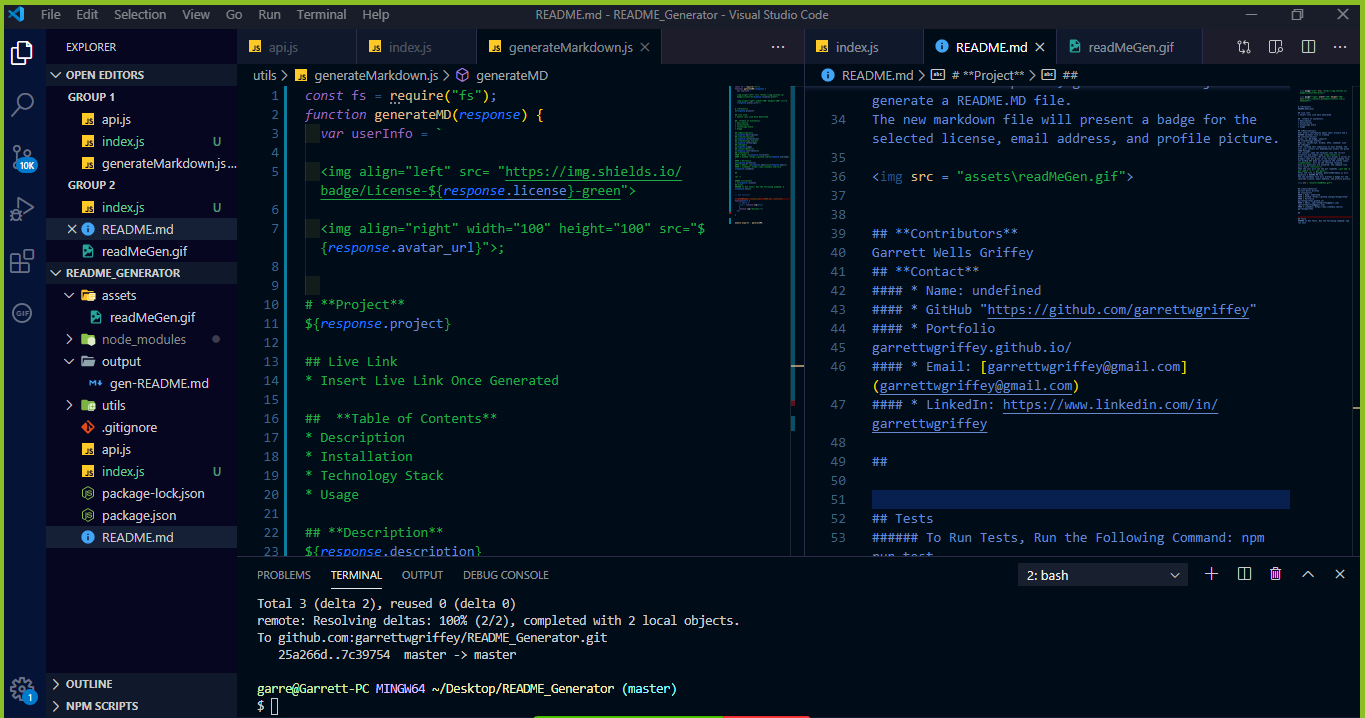 File Edit Selection View Go Run Terminal Help
README.md - README_Generator - Visual Studio Code
EXPLORER
OPEN EDITORS
GROUP 1
api.js
index.js U
generateMarkdown.js...
GROUP 2
index.js U
README.md
readMeGen.gif
README_GENERATOR
assets
readMeGen.gif
node_modules
output
gen-README.md
utils
.gitignore
api.js
index.js U
package-lock.json
package.json
README.md
OUTLINE
NPM SCRIPTS
10K
GIF
1
api.js index.js generateMarkdown.js
utils > generateMarkdown.js > generateMD
1 const fs = require("fs");
2 function generateMD(response) {
3 var userInfo = `
4
5 <img align="left" src= "https://img.shields.io/
badge/License-${response.license}-green">
6
7 <img align="right" width="100" height="100" src="$
{response.avatar_url}">;
8
9
10 # **Project**
11 ${response.project}
12
13 ## Live Link
14 * Insert Live Link Once Generated
15
16 ##  **Table of Contents**
17 * Description
18 * Installation
19 * Technology Stack
20 * Usage
21
22 ## **Description**
23 ${response.description}
index.js README.md readMeGen.gif
README.md > # **Project** > ##
generate a README.MD file.
34 The new markdown file will present a badge for the
selected license, email address, and profile picture.
35
36 <img src = "assets\readMeGen.gif">
37
38
39 ## **Contributors**
40 Garrett Wells Griffey
41 ## **Contact**
42 #### * Name: undefined
43 #### * GitHub "https://github.com/garrettwgriffey"
44 #### * Portfolio
45 garrettwgriffey.github.io/
46 #### * Email: [garrettwgriffey@gmail.com]
(garrettwgriffey@gmail.com)
47 #### * LinkedIn: https://www.linkedin.com/in/
garrettwgriffey
48
49 ##
50
51
52 ## Tests
53 ###### To Run Tests, Run the Following Command: npm
run test
PROBLEMS TERMINAL OUTPUT DEBUG CONSOLE
2: bash
Total 3 (delta 2), reused 0 (delta 0)
remote: Resolving deltas: 100% (2/2), completed with 2 local objects.
To github.com:garrettwgriffey/README_Generator.git
25a266d..7c39754  master -> master
garre@Garrett-PC MINGW64 ~/Desktop/README_Generator (master)
$